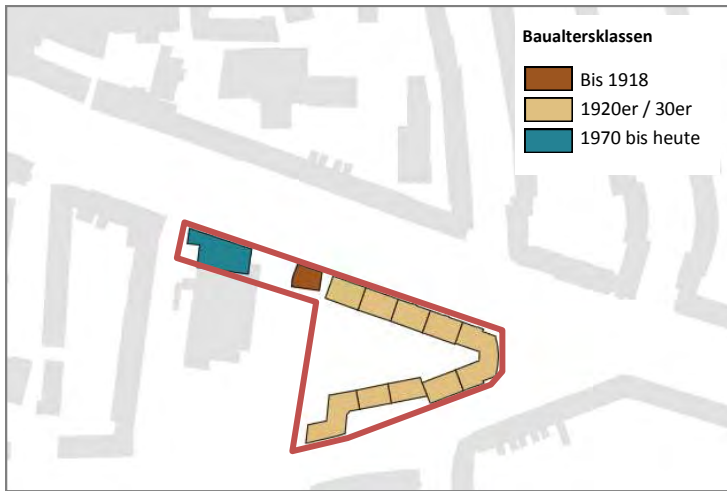 Baualtersklassen
Bis 1918
1920er / 30er
1970 bis heute